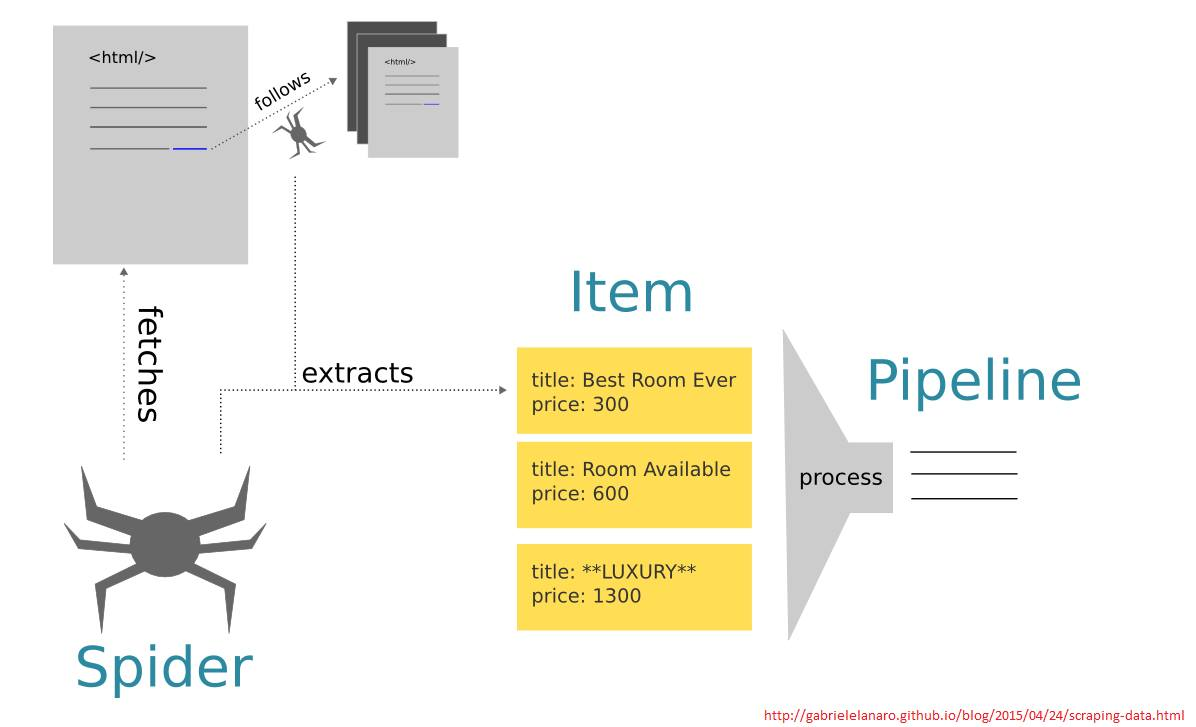 <html/>
follows
<html/>
fetches
extracts
Spider
Item
title: Best Room Ever
price: 300
title: Room Available
price: 600
title: **LUXURY**
price: 1300
Pipeline
process
http://gabrielelanaro.github.io/blog/2015/04/24/scraping-data.html